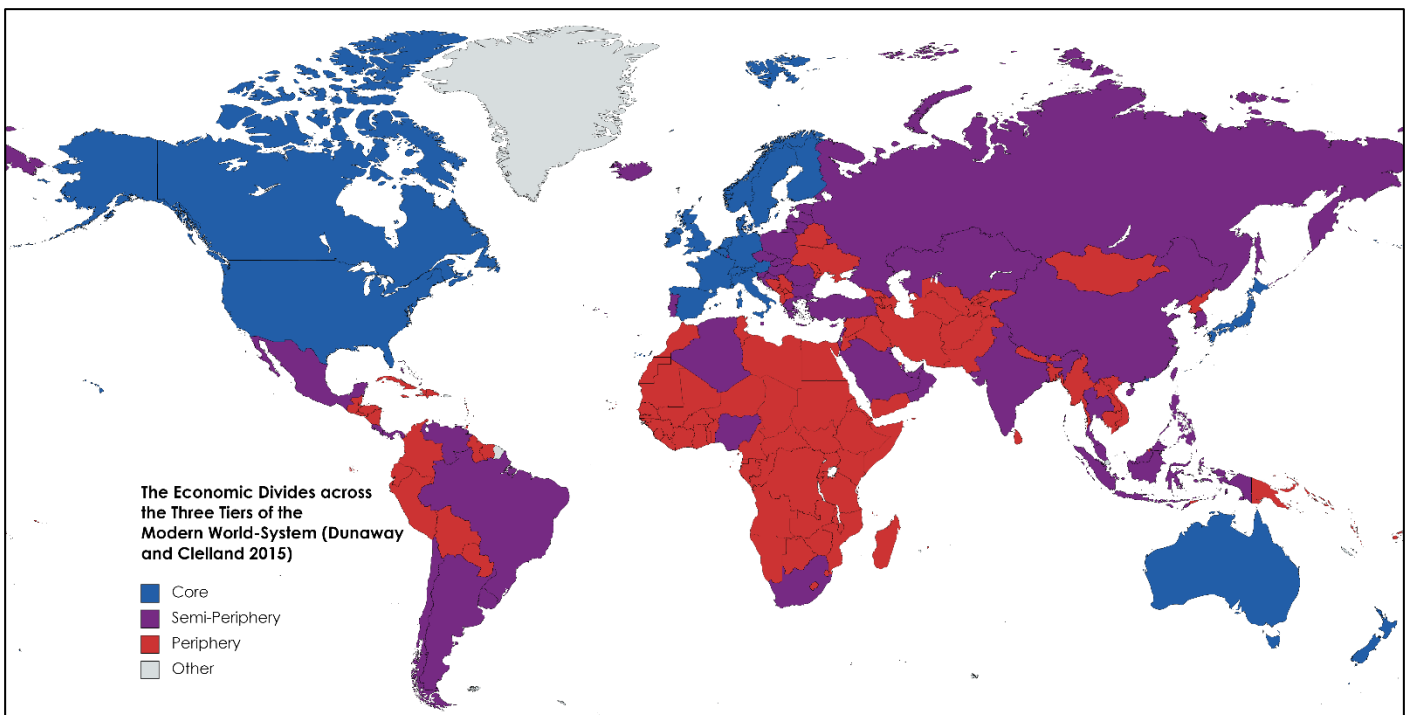 The Economic Divides across
the Three Tiers of the
Modern World-System (Dunaway
and Clelland 2015)
Core
Semi-Periphery
Periphery
Other